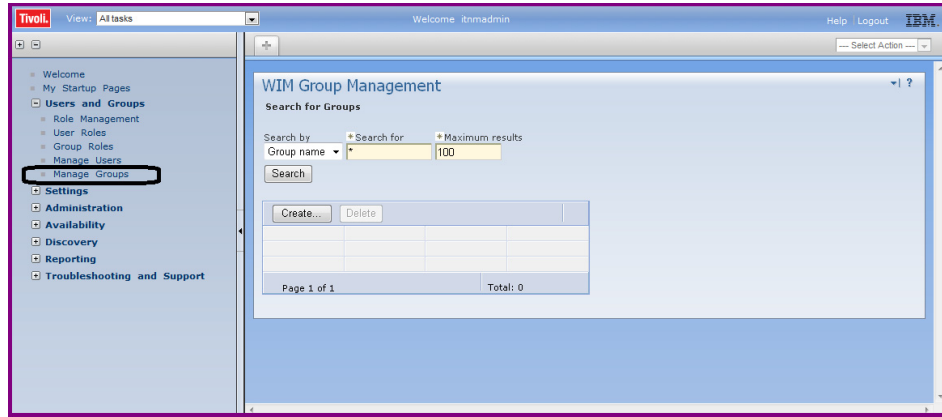 Tivoli. View: All tasks Welcome itnmadmin Help Logout IBM.
— Select Action —
Welcome
My Startup Pages
Users and Groups
Role Management
User Roles
Group Roles
Manage Users
Manage Groups
Settings
Administration
Availability
Discovery
Reporting
Troubleshooting and Support
WIM Group Management ?
Search for Groups
Search by *Search for *Maximum results
Group name * 100
Search
Create... Delete
Page 1 of 1 Total: 0